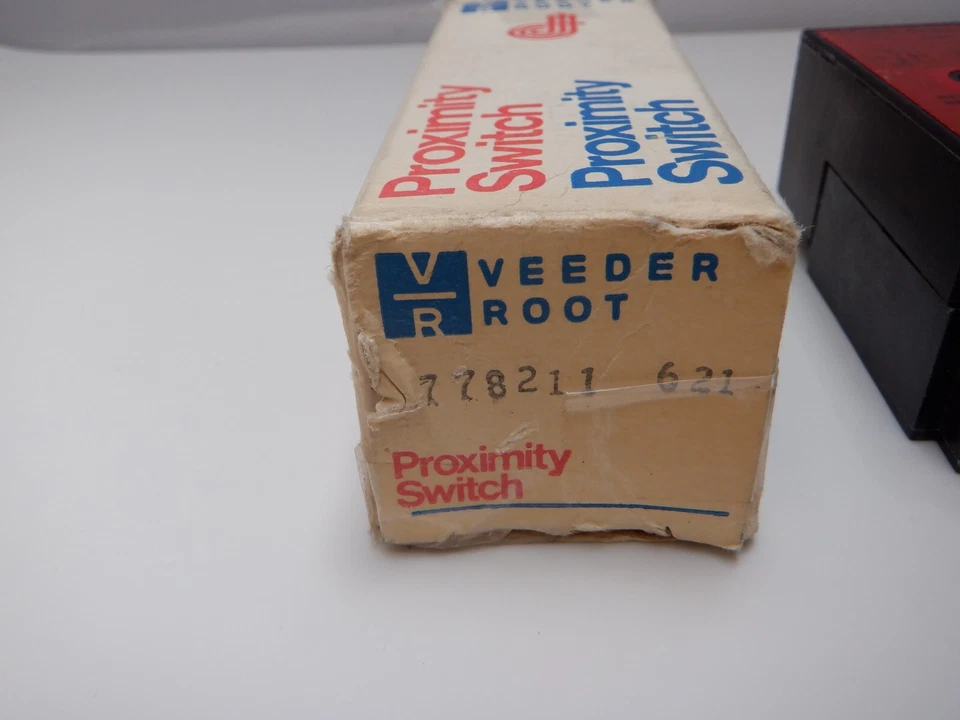 Proximity
Switch
Proximity
Switch
V
R
VEEDER
ROOT
778211 621
Proximity
Switch